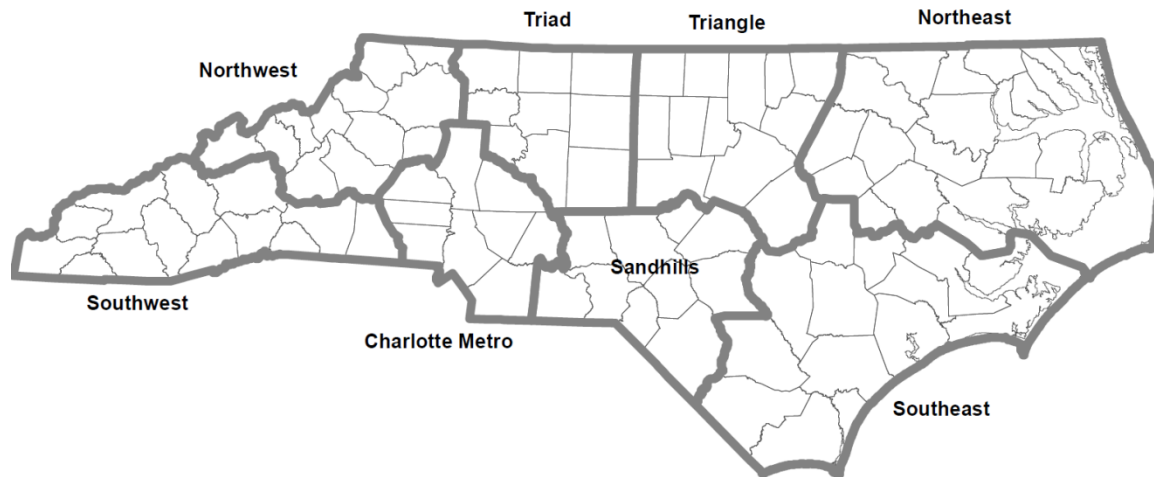 Triad
Triangle
Northeast
Northwest
Sandhills
Southwest
Charlotte Metro
Southeast